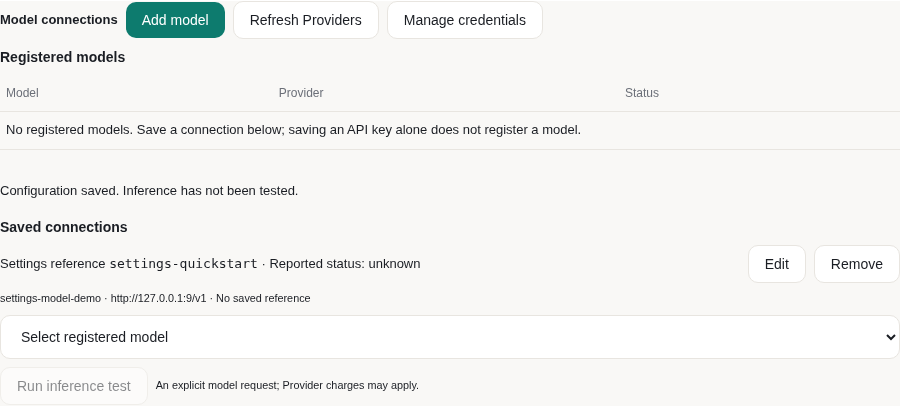 Model connections Add model Refresh Providers Manage credentials
Registered models
Model Provider Status
No registered models. Save a connection below; saving an API key alone does not register a model.
Configuration saved. Inference has not been tested.
Saved connections
Settings reference settings-quickstart · Reported status: unknown Edit Remove
settings-model-demo · http://127.0.0.1:9/v1 · No saved reference
Select registered model
Run inference test An explicit model request; Provider charges may apply.